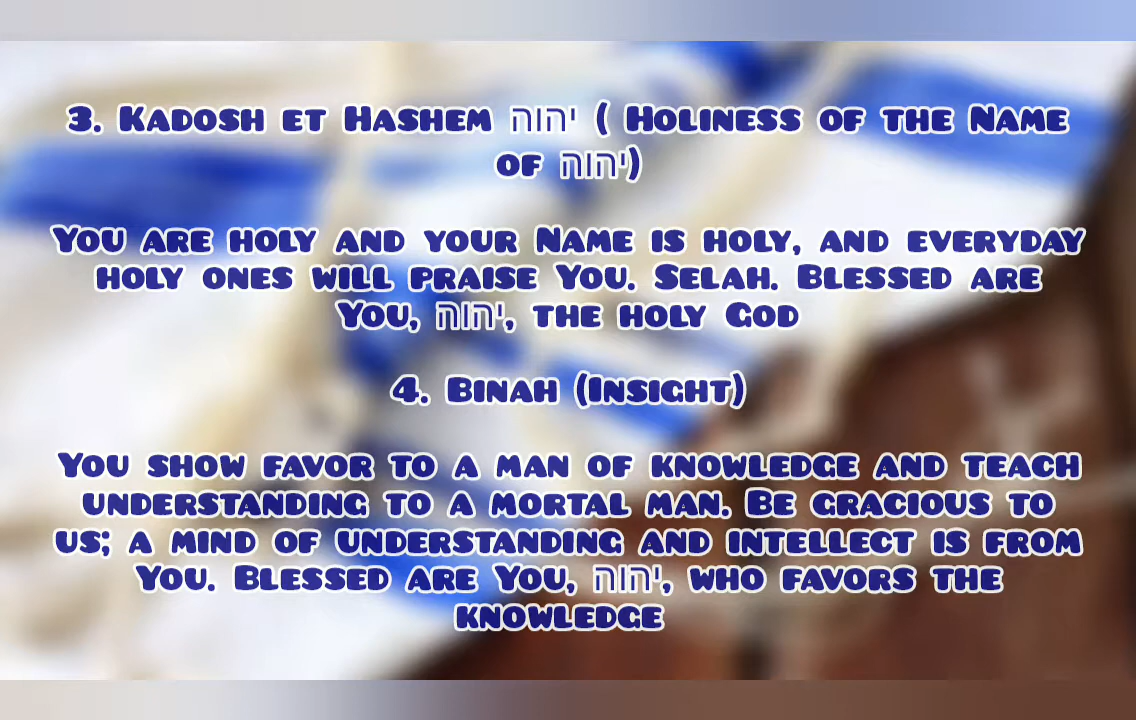 3. Kadosh et Hashem יהוה ( Holiness of the Name
of יהוה)
You are holy and your Name is holy, and everyday
holy ones will praise You. Selah. Blessed are
You, יהוה, the holy God
4. Binah (Insight)
You show favor to a man of knowledge and teach
understanding to a mortal man. Be gracious to
us; a mind of understanding and intellect is from
You. Blessed are You, יהוה, who favors the
knowledge